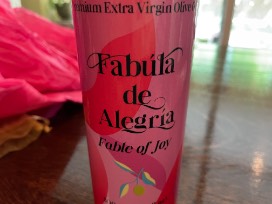 Extra Virgin Olive
Fabúla
de
Alegría
Fable of Joy